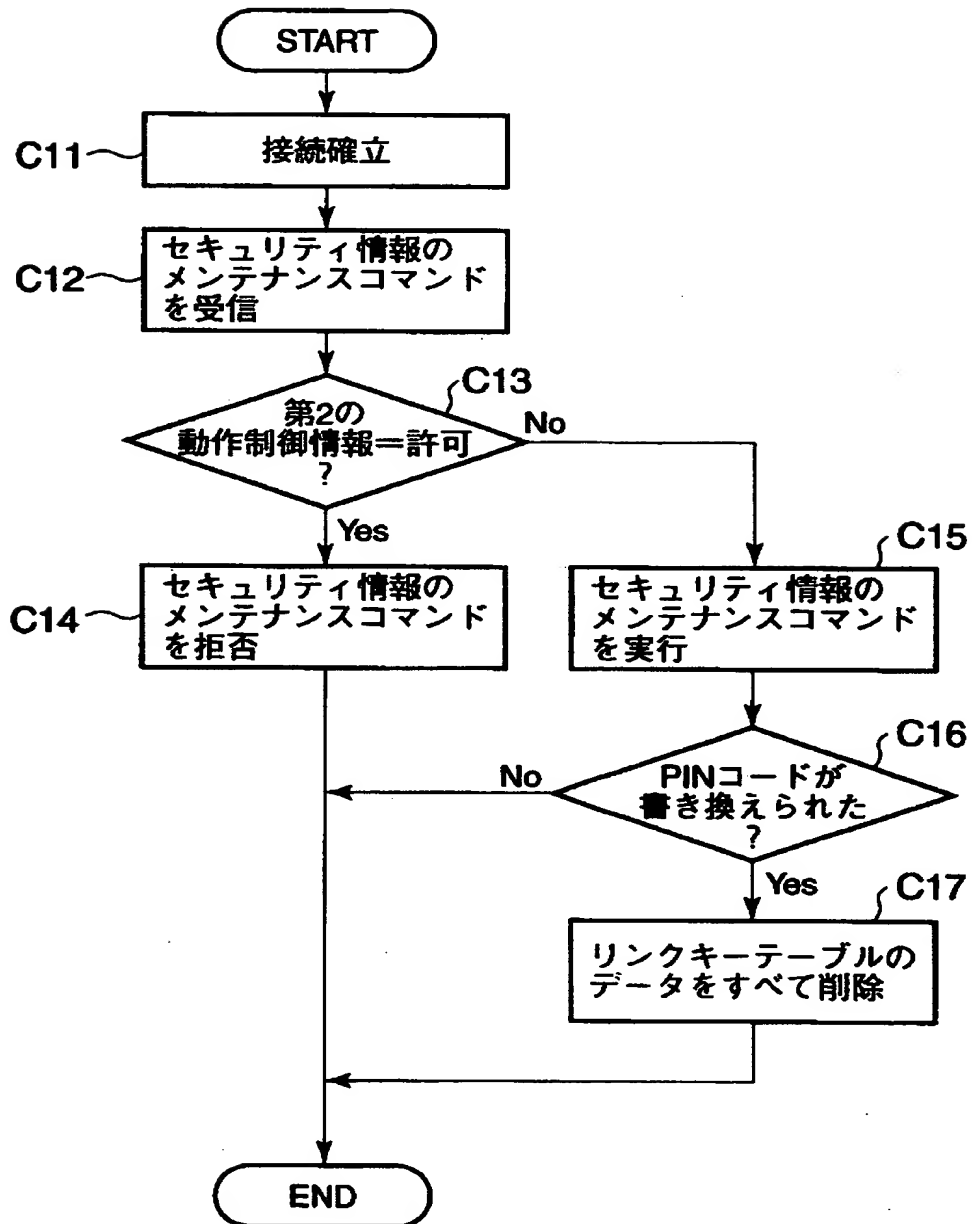 START
C11
接続確立
C12
セキュリティ情報の
メンテナンスコマンド
を受信
C13
第2の
動作制御情報＝許可
?
No
Yes
C14
セキュリティ情報の
メンテナンスコマンド
を拒否
C15
セキュリティ情報の
メンテナンスコマンド
を実行
C16
PINコードが
書き換えられた
?
No
Yes
C17
リンクキーテーブルの
データをすべて削除
END